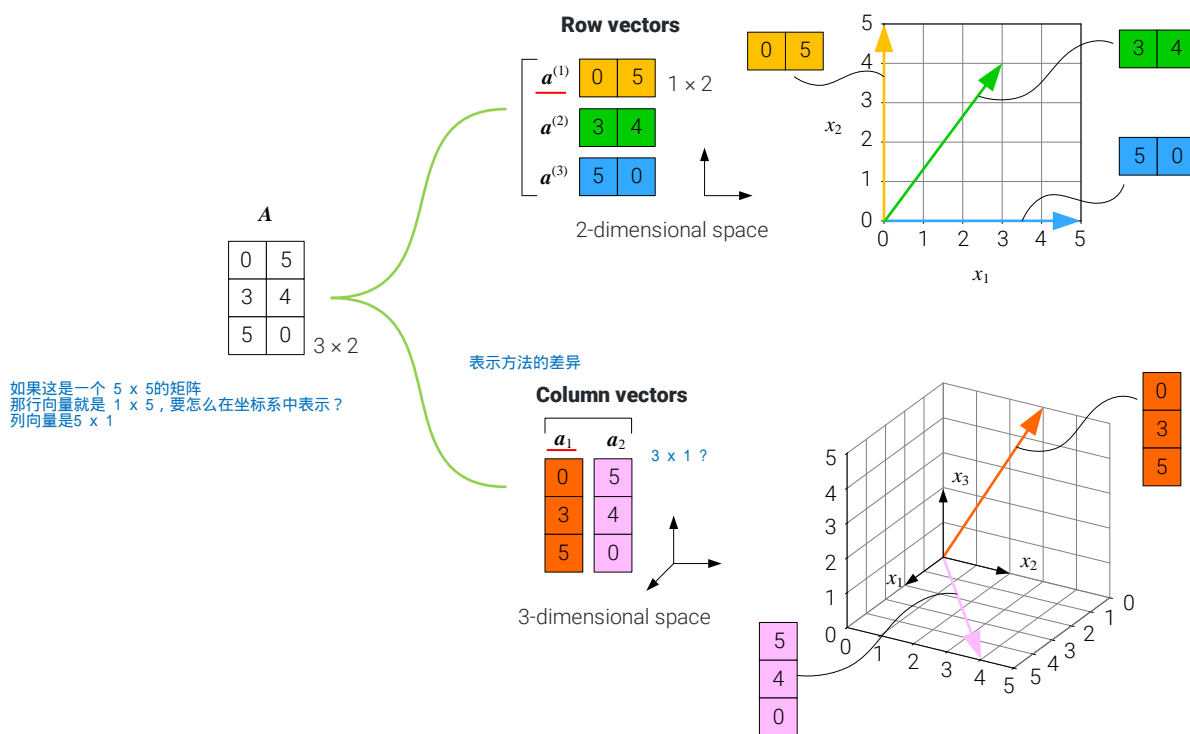 Row vectors
a(1) 0 5 1 × 2
a(2) 3 4
a(3) 5 0
2-dimensional space
0 5
3 4
5 0
5
4
3
2
1
0
x2
0 1 2 3 4 5
x1
A
0 5
3 4
5 0
3 × 2
如果这是一个 5 x 5的矩阵
那行向量就是 1 x 5，要怎么在坐标系中表示？
列向量是5 x 1
表示方法的差异
Column vectors
a1 a2
3 x 1 ?
0 5
3 4
5 0
3-dimensional space
0
3
5
5
4
3
2
1
0
x3
x2
x1
0 1 2 3 4 5
5 4 3 2 1 0
5
4
0